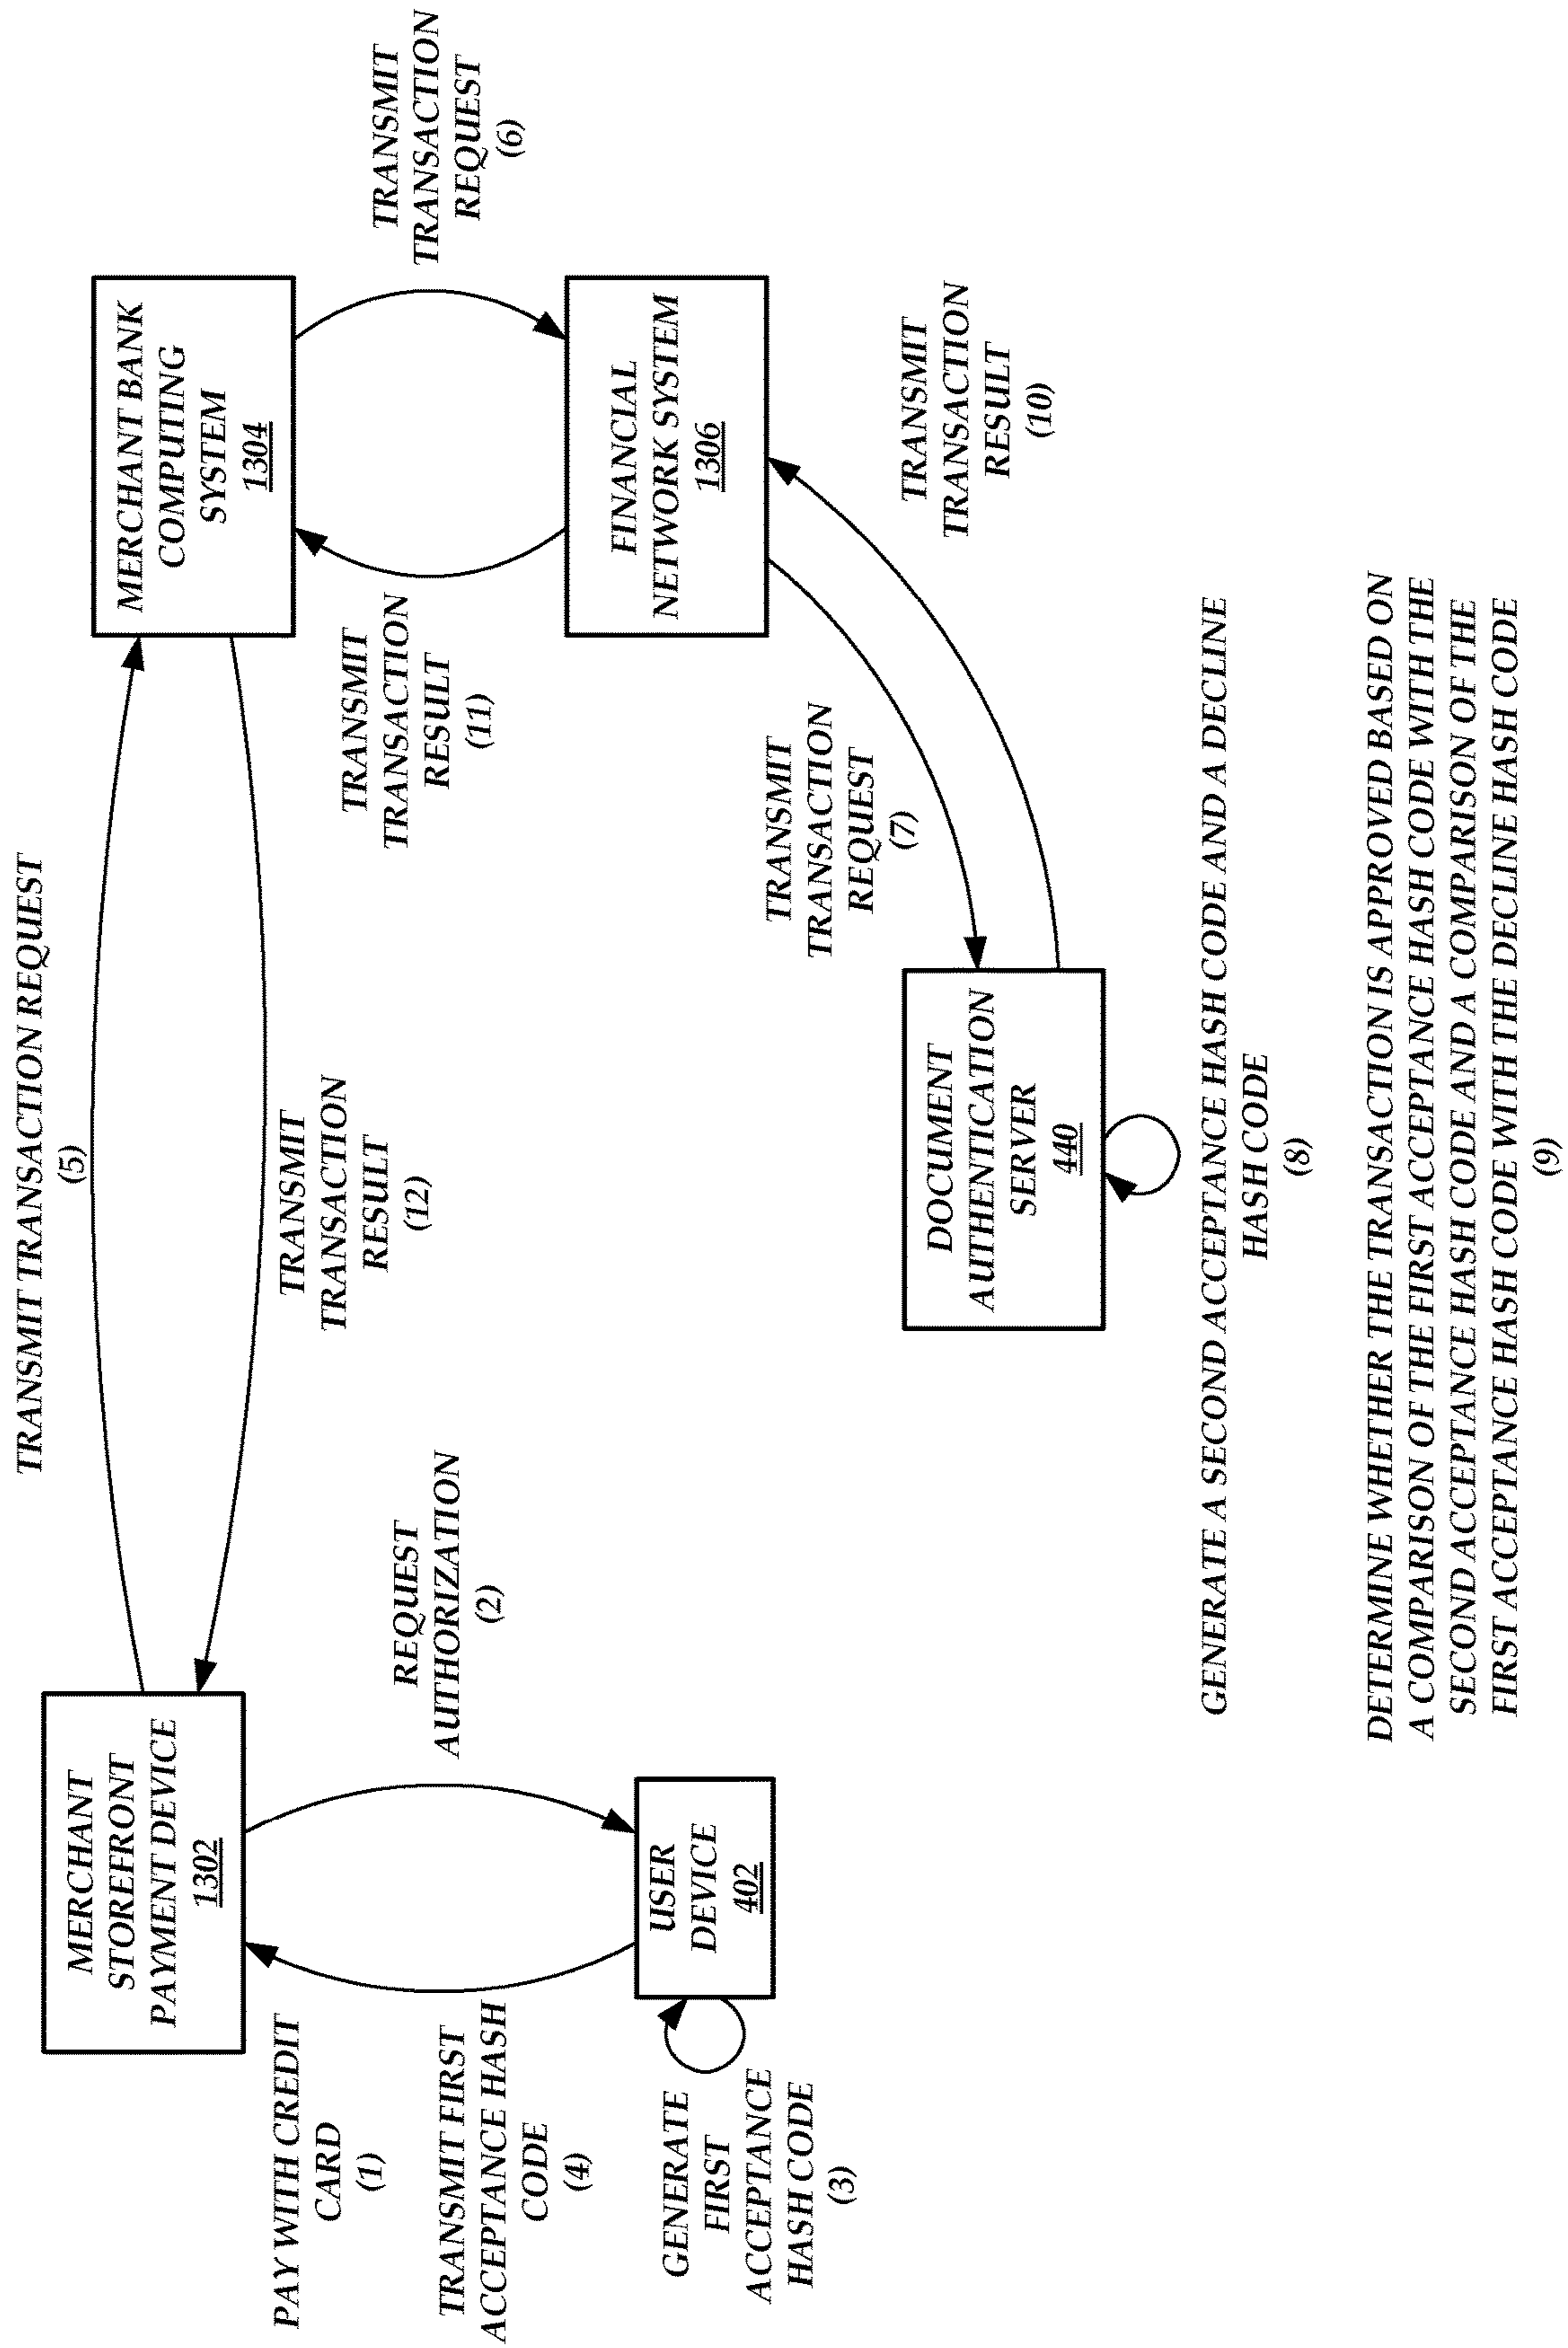 TRANSMIT TRANSACTION REQUEST
(5)
MERCHANT
STOREFRONT
PAYMENT DEVICE
1302
MERCHANT BANK
COMPUTING
SYSTEM
1304
TRANSMIT
TRANSACTION
RESULT
(12)
PAY WITH CREDIT
CARD
(1)
REQUEST
AUTHORIZATION
(2)
TRANSMIT FIRST
ACCEPTANCE HASH
CODE
(4)
TRANSMIT
TRANSACTION
RESULT
(11)
TRANSMIT
TRANSACTION
REQUEST
(6)
USER
DEVICE
402
GENERATE
FIRST
ACCEPTANCE
HASH CODE
(3)
FINANCIAL
NETWORK SYSTEM
1306
TRANSMIT
TRANSACTION
REQUEST
(7)
TRANSMIT
TRANSACTION
RESULT
(10)
DOCUMENT
AUTHENTICATION
SERVER
440
GENERATE A SECOND ACCEPTANCE HASH CODE AND A DECLINE
HASH CODE
(8)
DETERMINE WHETHER THE TRANSACTION IS APPROVED BASED ON
A COMPARISON OF THE FIRST ACCEPTANCE HASH CODE WITH THE
SECOND ACCEPTANCE HASH CODE AND A COMPARISON OF THE
FIRST ACCEPTANCE HASH CODE WITH THE DECLINE HASH CODE
(9)